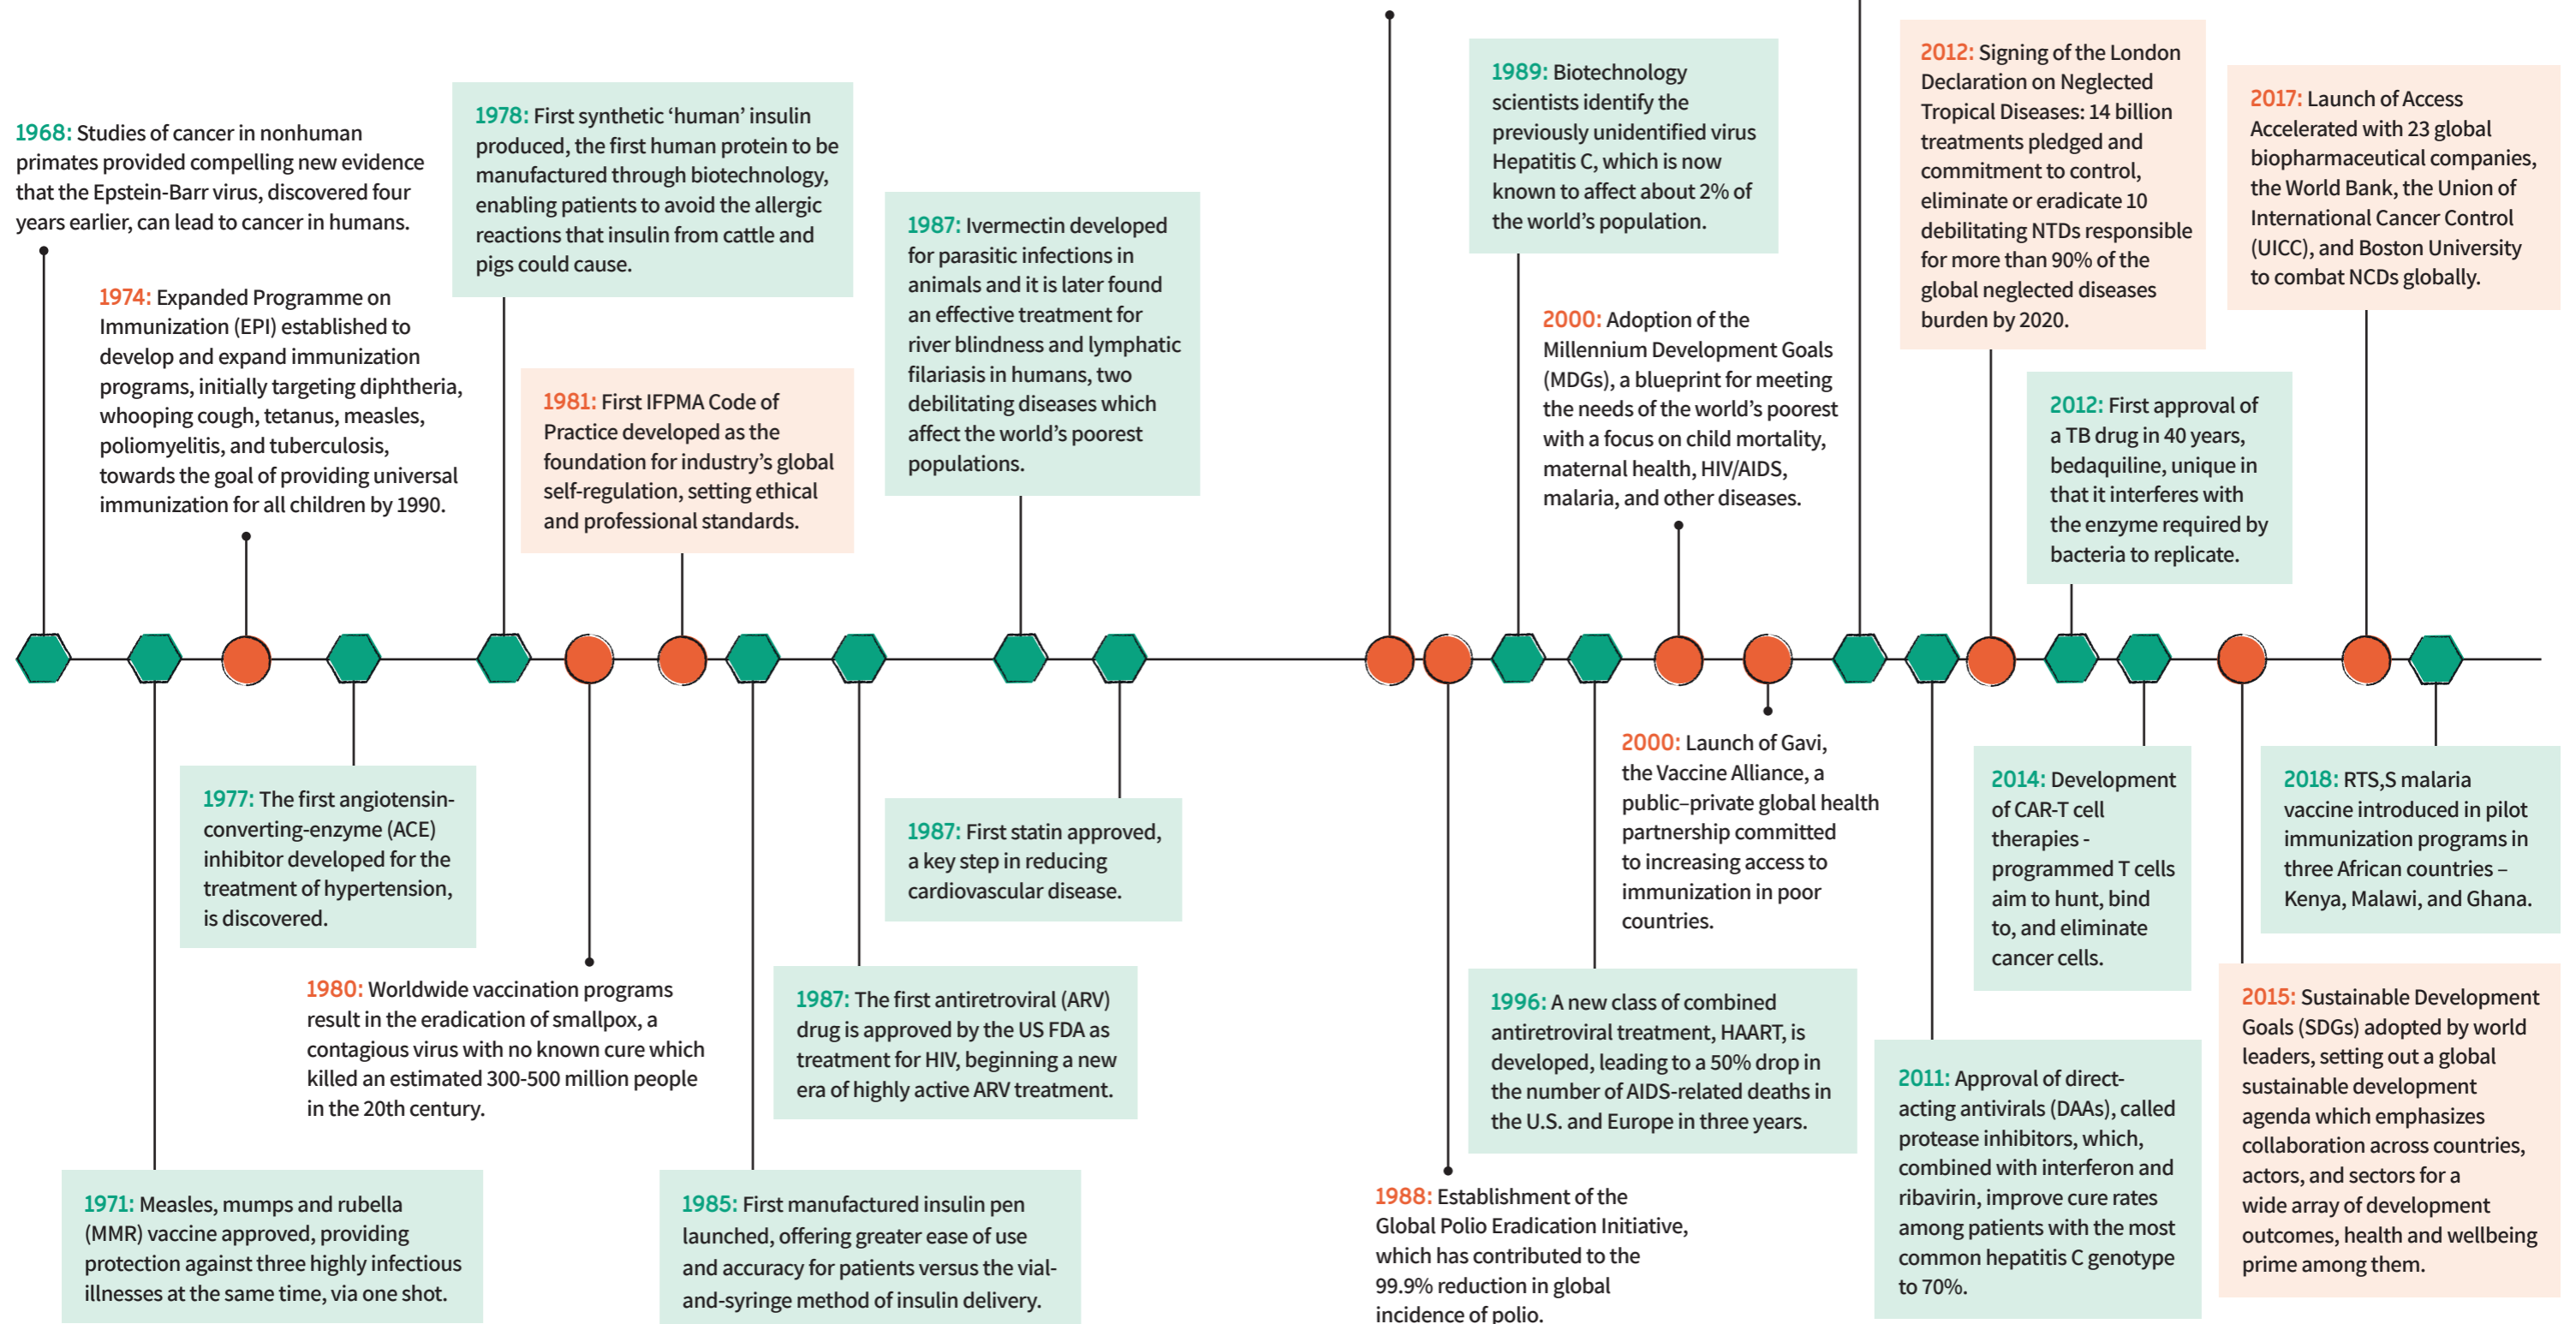 1968: Studies of cancer in nonhuman
primates provided compelling new evidence
that the Epstein-Barr virus, discovered four
years earlier, can lead to cancer in humans.
1974: Expanded Programme on
Immunization (EPI) established to
develop and expand immunization
programs, initially targeting diphtheria,
whooping cough, tetanus, measles,
poliomyelitis, and tuberculosis,
towards the goal of providing universal
immunization for all children by 1990.
1978: First synthetic ‘human’ insulin
produced, the first human protein to be
manufactured through biotechnology,
enabling patients to avoid the allergic
reactions that insulin from cattle and
pigs could cause.
1981: First IFPMA Code of
Practice developed as the
foundation for industry’s global
self-regulation, setting ethical
and professional standards.
1987: Ivermectin developed
for parasitic infections in
animals and it is later found
an effective treatment for
river blindness and lymphatic
filariasis in humans, two
debilitating diseases which
affect the world’s poorest
populations.
1989: Biotechnology
scientists identify the
previously unidentified virus
Hepatitis C, which is now
known to affect about 2% of
the world’s population.
2000: Adoption of the
Millennium Development Goals
(MDGs), a blueprint for meeting
the needs of the world’s poorest
with a focus on child mortality,
maternal health, HIV/AIDS,
malaria, and other diseases.
2012: Signing of the London
Declaration on Neglected
Tropical Diseases: 14 billion
treatments pledged and
commitment to control,
eliminate or eradicate 10
debilitating NTDs responsible
for more than 90% of the
global neglected diseases
burden by 2020.
2012: First approval of
a TB drug in 40 years,
bedaquiline, unique in
that it interferes with
the enzyme required by
bacteria to replicate.
2017: Launch of Access
Accelerated with 23 global
biopharmaceutical companies,
the World Bank, the Union of
International Cancer Control
(UICC), and Boston University
to combat NCDs globally.
1971: Measles, mumps and rubella
(MMR) vaccine approved, providing
protection against three highly infectious
illnesses at the same time, via one shot.
1977: The first angiotensin-
converting-enzyme (ACE)
inhibitor developed for the
treatment of hypertension,
is discovered.
1980: Worldwide vaccination programs
result in the eradication of smallpox, a
contagious virus with no known cure which
killed an estimated 300-500 million people
in the 20th century.
1985: First manufactured insulin pen
launched, offering greater ease of use
and accuracy for patients versus the vial-
and-syringe method of insulin delivery.
1987: The first antiretroviral (ARV)
drug is approved by the US FDA as
treatment for HIV, beginning a new
era of highly active ARV treatment.
1987: First statin approved,
a key step in reducing
cardiovascular disease.
1988: Establishment of the
Global Polio Eradication Initiative,
which has contributed to the
99.9% reduction in global
incidence of polio.
1996: A new class of combined
antiretroviral treatment, HAART, is
developed, leading to a 50% drop in
the number of AIDS-related deaths in
the U.S. and Europe in three years.
2000: Launch of Gavi,
the Vaccine Alliance, a
public–private global health
partnership committed
to increasing access to
immunization in poor
countries.
2011: Approval of direct-
acting antivirals (DAAs), called
protease inhibitors, which,
combined with interferon and
ribavirin, improve cure rates
among patients with the most
common hepatitis C genotype
to 70%.
2014: Development
of CAR-T cell
therapies -
programmed T cells
aim to hunt, bind
to, and eliminate
cancer cells.
2015: Sustainable Development
Goals (SDGs) adopted by world
leaders, setting out a global
sustainable development
agenda which emphasizes
collaboration across countries,
actors, and sectors for a
wide array of development
outcomes, health and wellbeing
prime among them.
2018: RTS,S malaria
vaccine introduced in pilot
immunization programs in
three African countries –
Kenya, Malawi, and Ghana.